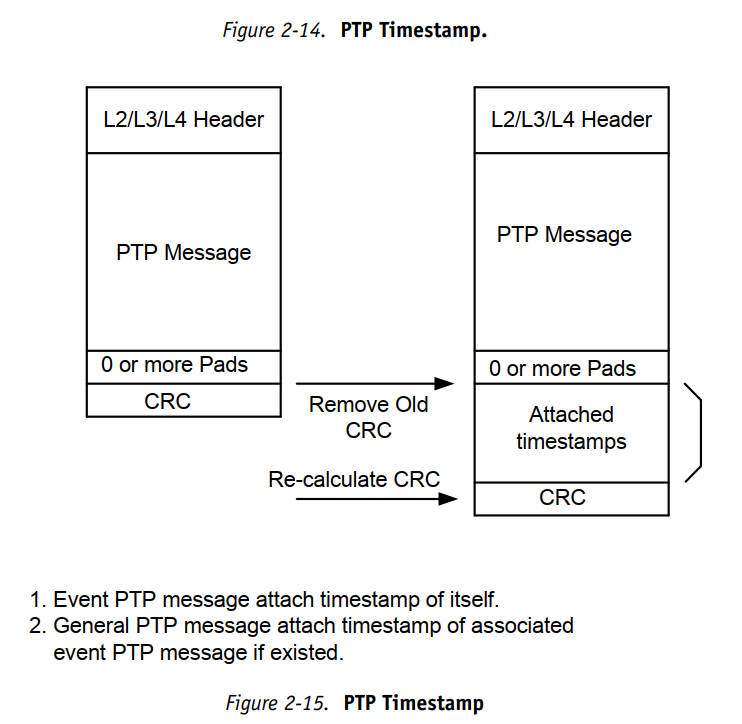 Figure 2-14. PTP Timestamp.
L2/L3/L4 Header
PTP Message
0 or more Pads
CRC
Remove Old
CRC
Re-calculate CRC
L2/L3/L4 Header
PTP Message
0 or more Pads
Attached
timestamps
CRC
1. Event PTP message attach timestamp of itself.
2. General PTP message attach timestamp of associated
event PTP message if existed.
Figure 2-15. PTP Timestamp